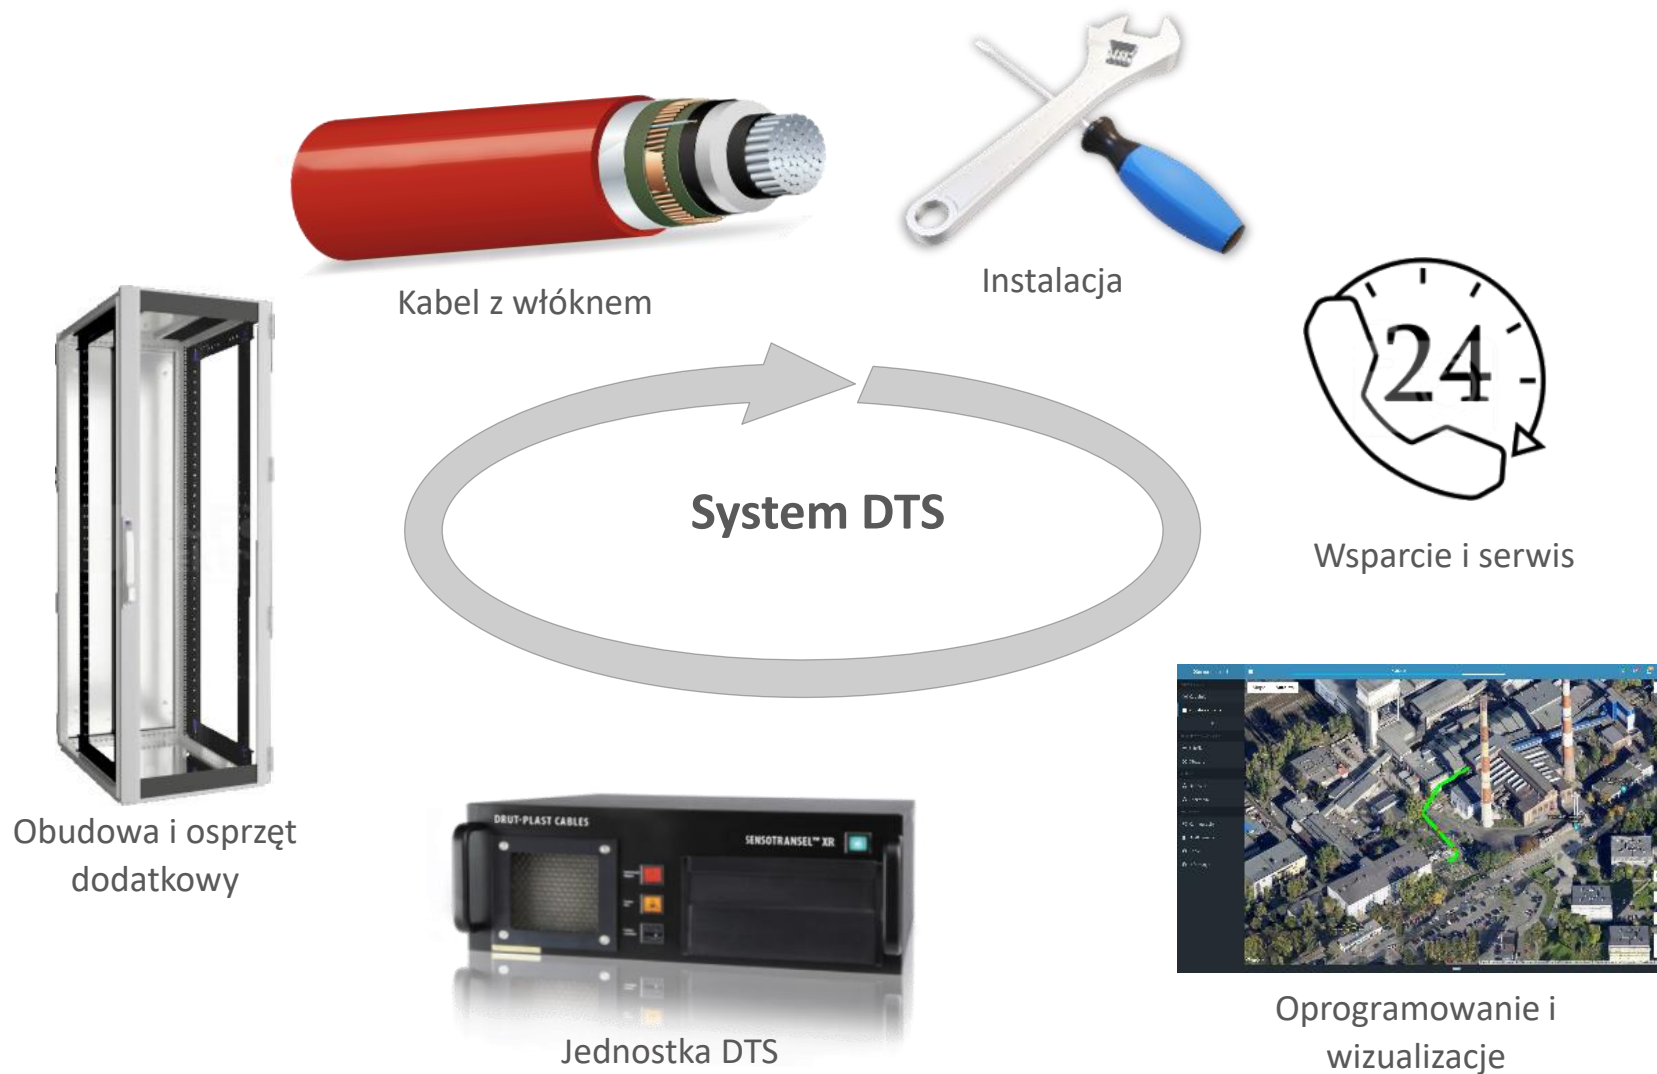 Kabel z włóknem
Instalacja
24
Wsparcie i serwis
System DTS
Obudowa i osprzęt
dodatkowy
DRUT-PLAST CABLES
SENSOTRANSEL™ XR
Jednostka DTS
Oprogramowanie i
wizualizacje